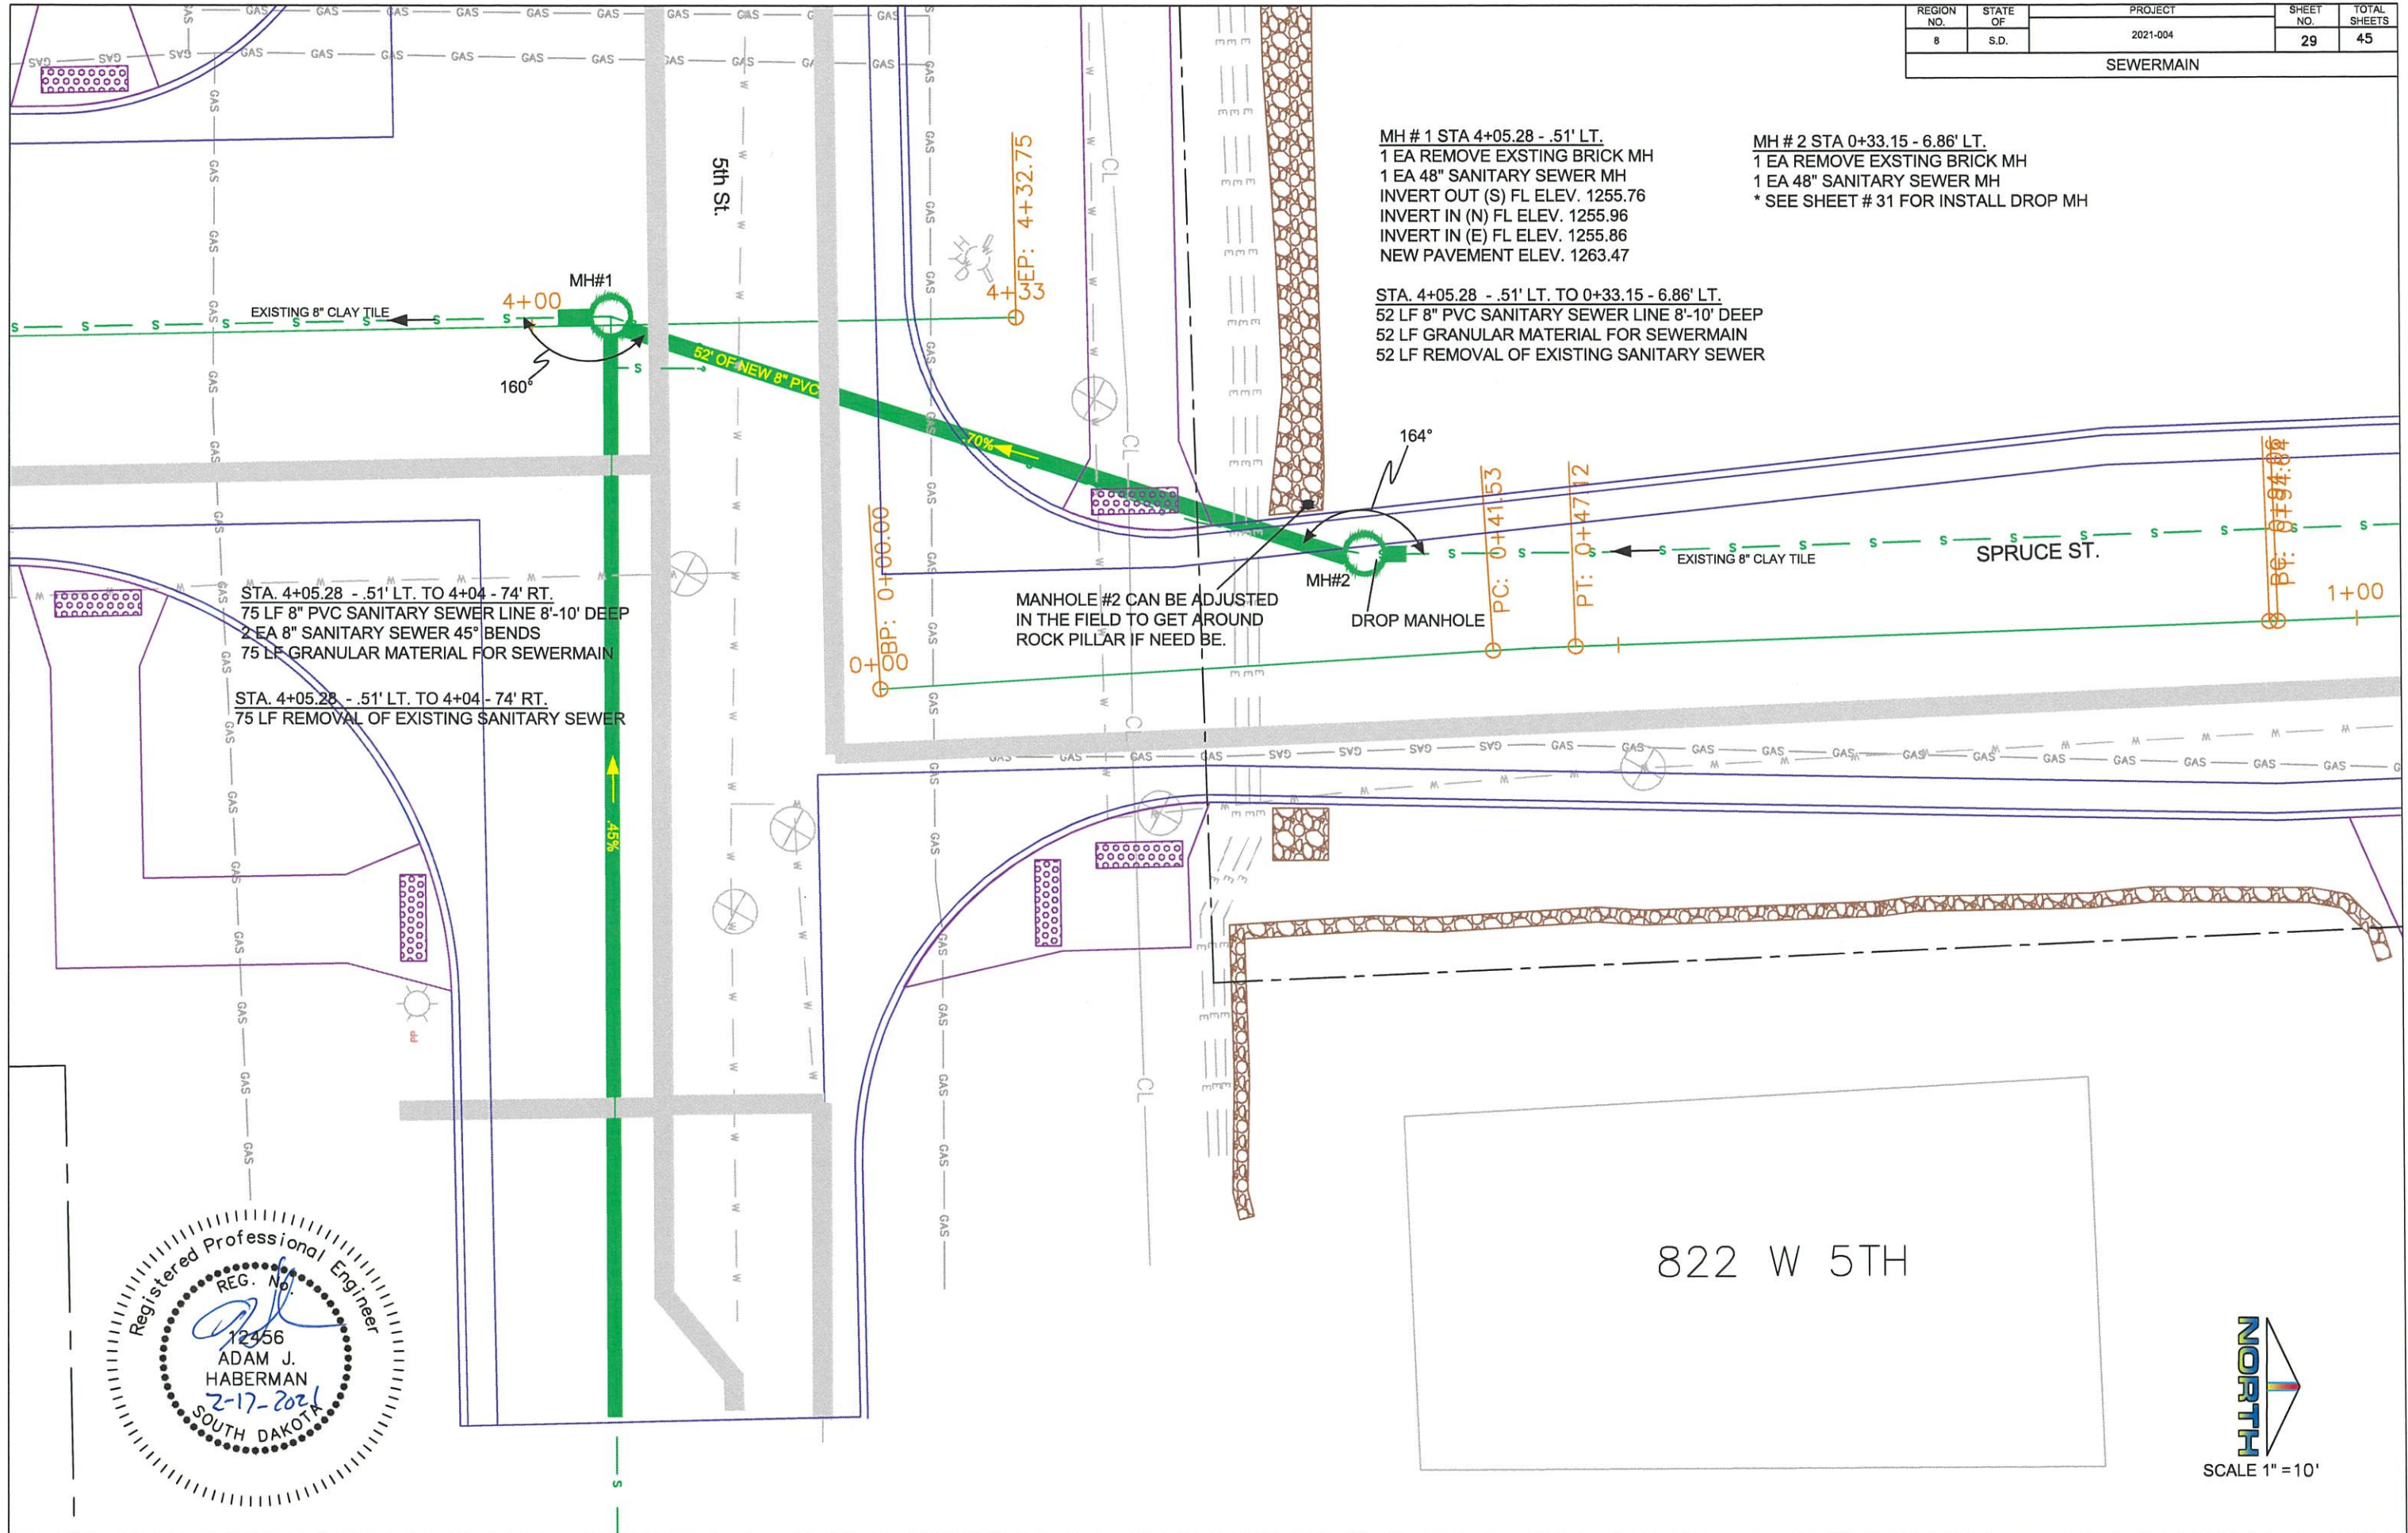 REGION NO.
STATE OF
PROJECT
SHEET NO.
TOTAL SHEETS
8
S.D.
2021-004
29
45
SEWERMAIN
MH # 1 STA 4+05.28 - .51' LT.
1 EA REMOVE EXSTING BRICK MH
1 EA 48" SANITARY SEWER MH
INVERT OUT (S) FL ELEV. 1255.76
INVERT IN (N) FL ELEV. 1255.96
INVERT IN (E) FL ELEV. 1255.86
NEW PAVEMENT ELEV. 1263.47
MH # 2 STA 0+33.15 - 6.86' LT.
1 EA REMOVE EXSTING BRICK MH
1 EA 48" SANITARY SEWER MH
* SEE SHEET # 31 FOR INSTALL DROP MH
STA. 4+05.28 - .51' LT. TO 0+33.15 - 6.86' LT.
52 LF 8" PVC SANITARY SEWER LINE 8'-10' DEEP
52 LF GRANULAR MATERIAL FOR SEWERMAIN
52 LF REMOVAL OF EXISTING SANITARY SEWER
5th St.
EP: 4+32.75
4+33
MH#1
4+00
EXISTING 8" CLAY TILE
160°
52' OF NEW 8" PVC
.70%
164°
MH#2
DROP MANHOLE
MANHOLE #2 CAN BE ADJUSTED
IN THE FIELD TO GET AROUND
ROCK PILLAR IF NEED BE.
BP: 0+00.00
0+00
PC: 0+41.53
PT: 0+47.12
EXISTING 8" CLAY TILE
SPRUCE ST.
1+00
STA. 4+05.28 - .51' LT. TO 4+04 - 74' RT.
75 LF 8" PVC SANITARY SEWER LINE 8'-10' DEEP
2 EA 8" SANITARY SEWER 45° BENDS
75 LF GRANULAR MATERIAL FOR SEWERMAIN
STA. 4+05.28 - .51' LT. TO 4+04 - 74' RT.
75 LF REMOVAL OF EXISTING SANITARY SEWER
.45%
GAS
W
E
S
CL
HYD
PP
822 W 5TH
Registered Professional Engineer
REG. No.
12456
ADAM J.
HABERMAN
2-17-2021
SOUTH DAKOTA
NORTH
SCALE 1" =10'